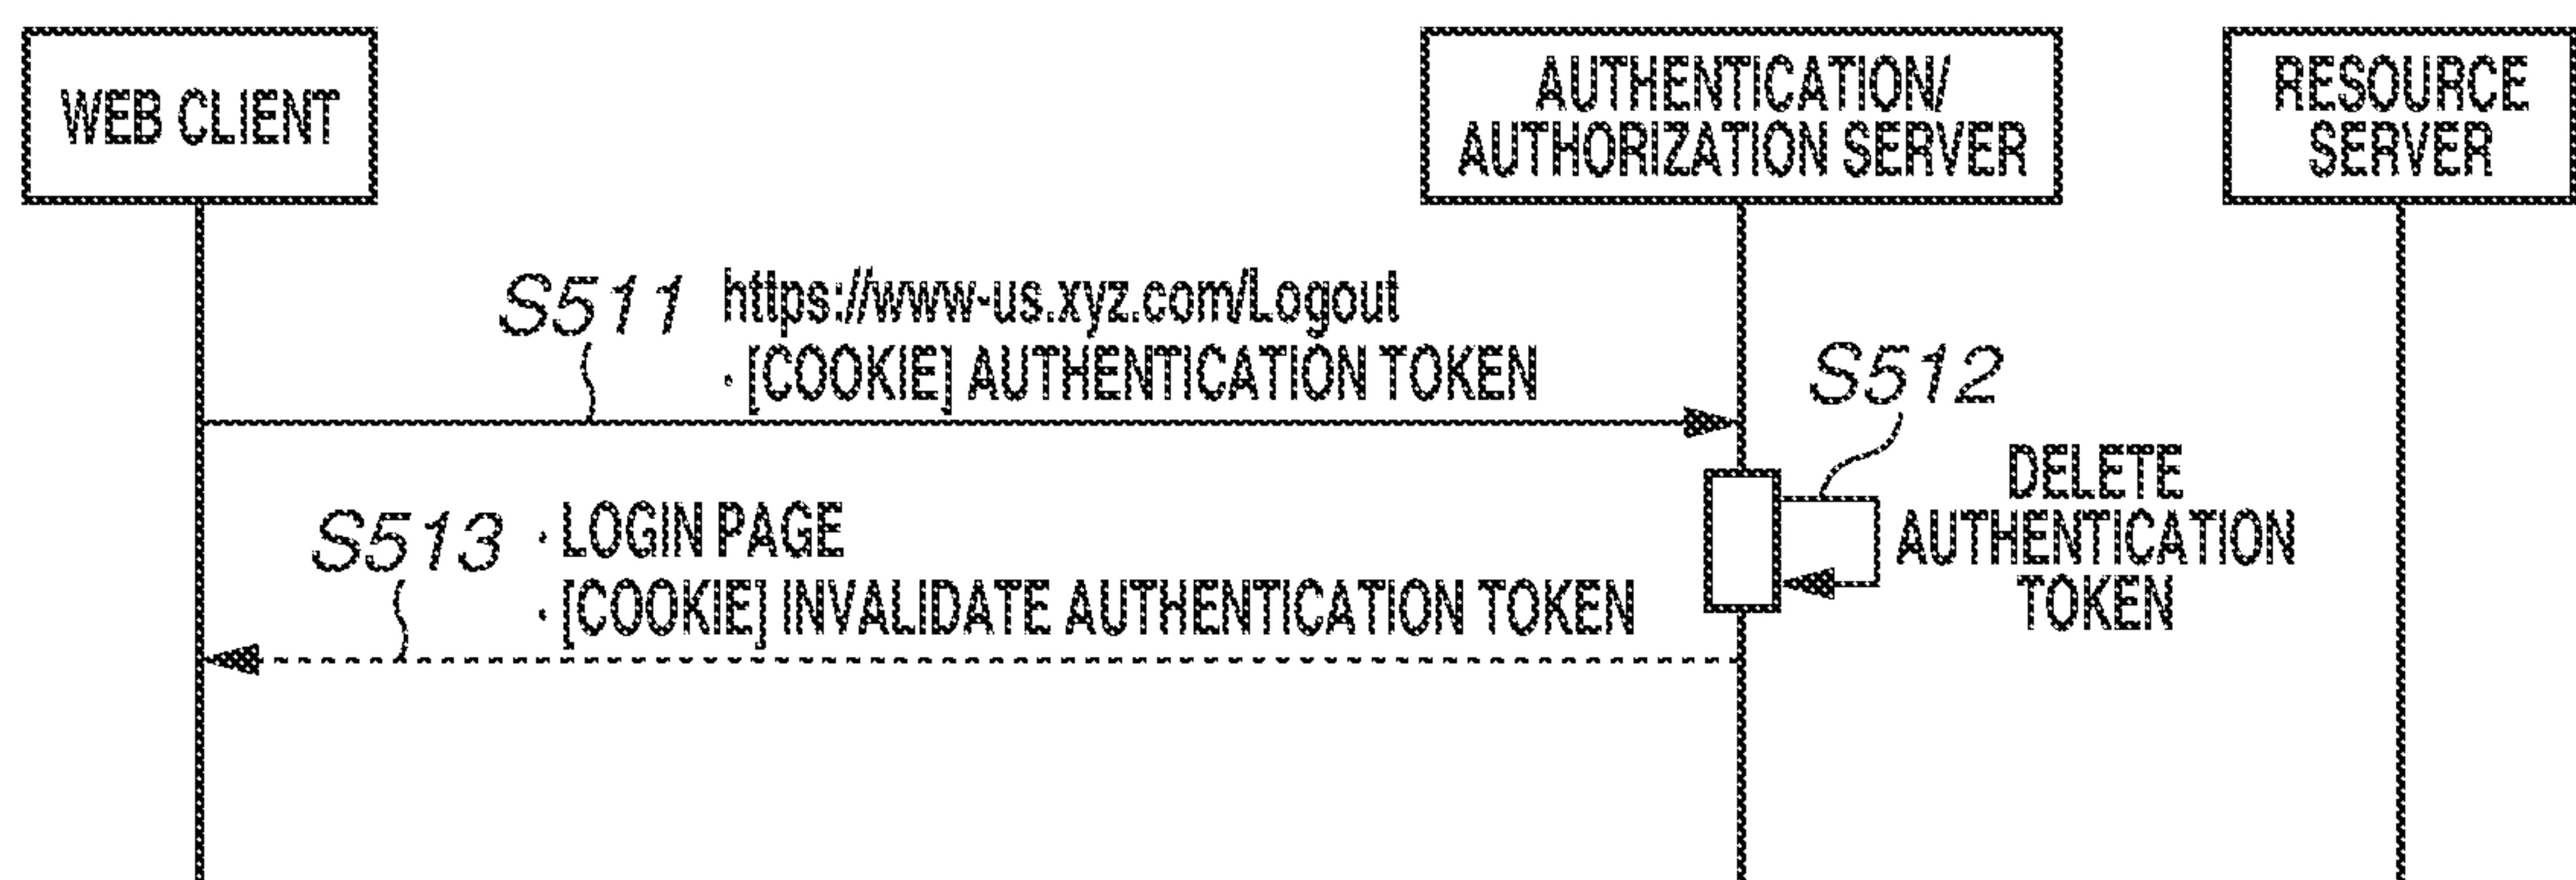 WEB CLIENT
AUTHENTICATION/
AUTHORIZATION SERVER
RESOURCE
SERVER
S511
https://www-us.xyz.com/Logout
· [COOKIE] AUTHENTICATION TOKEN
S512
DELETE
AUTHENTICATION
TOKEN
S513
· LOGIN PAGE
· [COOKIE] INVALIDATE AUTHENTICATION TOKEN